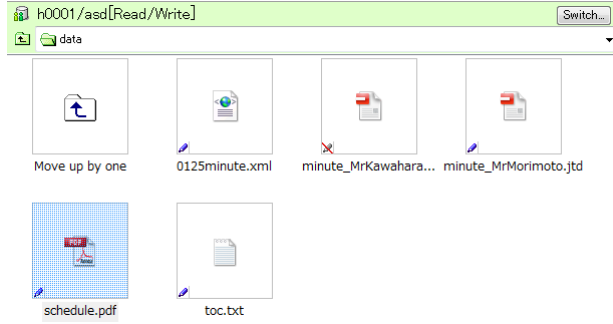 h0001/asd[Read/Write]
Switch...
data
Move up by one
0125minute.xml
minute_MrKawahara...
minute_MrMorimoto.jtd
PDF
schedule.pdf
toc.txt